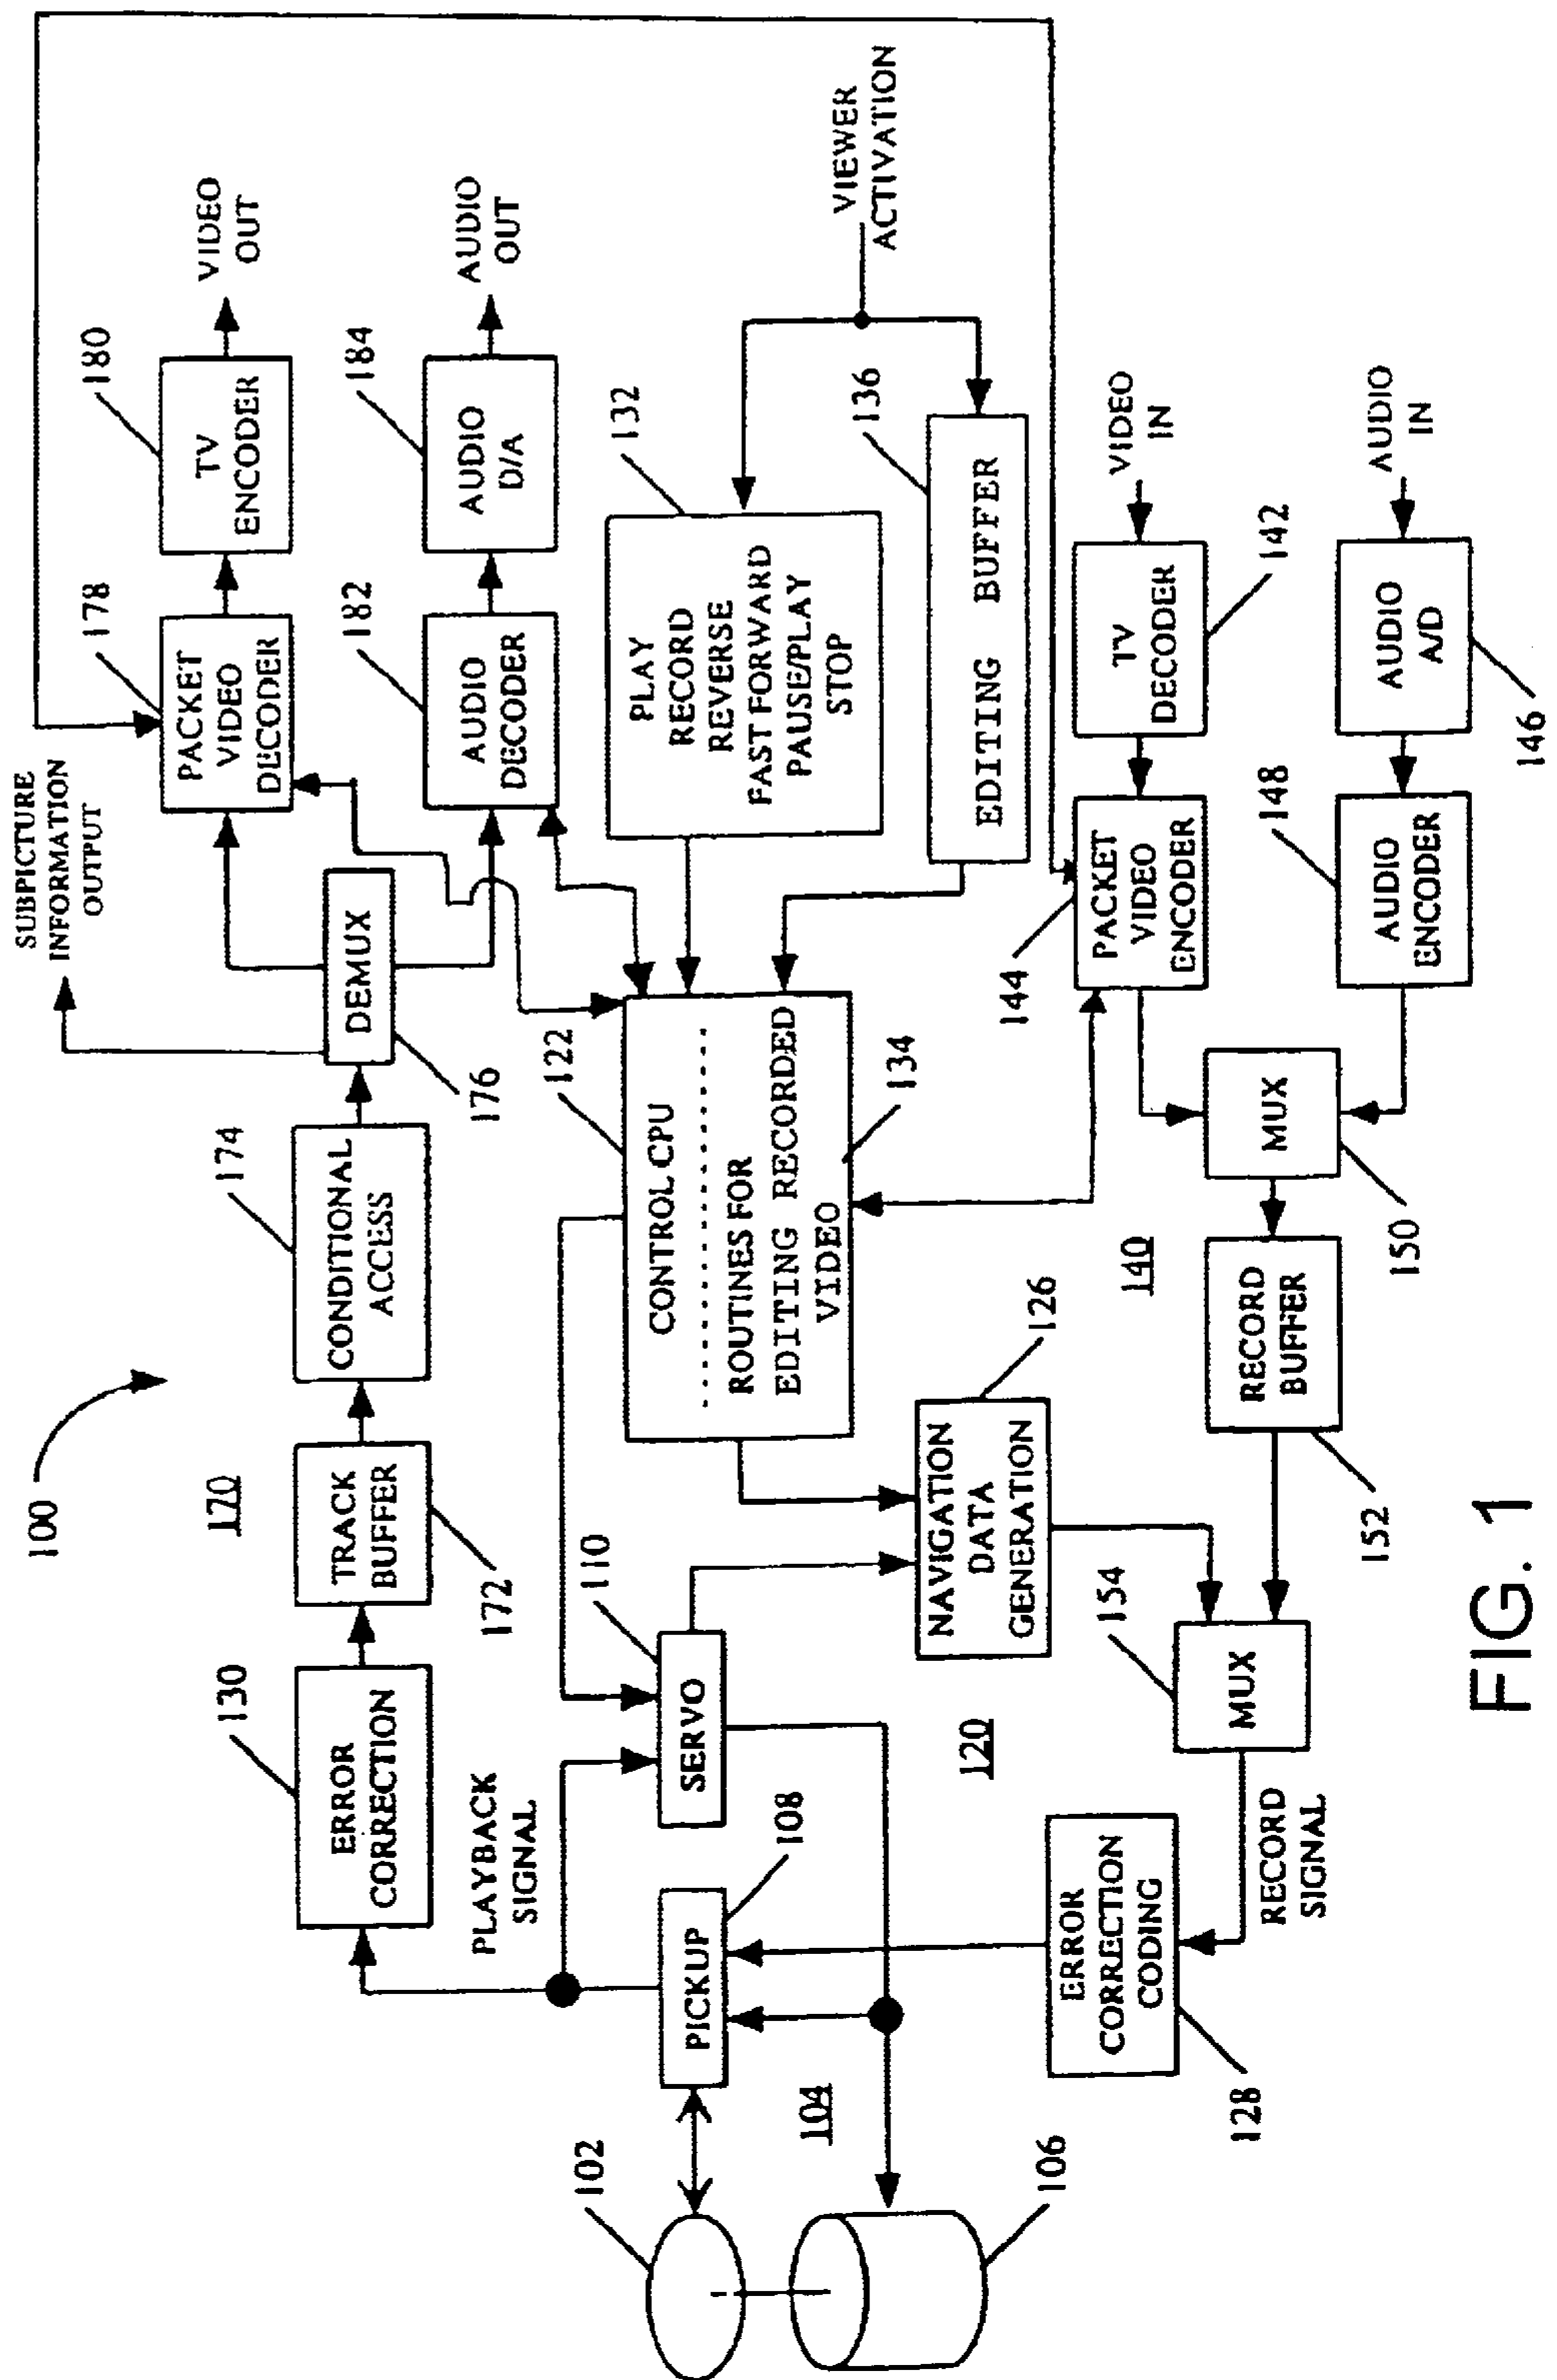 100
170
130
ERROR
CORRECTION
172
TRACK
BUFFER
174
CONDITIONAL
ACCESS
176
DEMUX
SUBPICTURE
INFORMATION
OUTPUT
178
PACKET
VIDEO
DECODER
180
TV
ENCODER
VIDEO
OUT
182
AUDIO
DECODER
184
AUDIO
D/A
AUDIO
OUT
PLAYBACK
SIGNAL
102
104
106
108
PICKUP
110
SERVO
120
122
CONTROL CPU
ROUTINES FOR
EDITING RECORDED
VIDEO
134
132
PLAY
RECORD
REVERSE
FAST FORWARD
PAUSE/PLAY
STOP
136
EDITING BUFFER
VIEWER
ACTIVATION
126
NAVIGATION
DATA
GENERATION
140
144
PACKET
VIDEO
ENCODER
TV
DECODER
142
VIDEO
IN
148
AUDIO
ENCODER
AUDIO
A/D
146
AUDIO
IN
MUX
150
RECORD
BUFFER
152
154
MUX
RECORD
SIGNAL
ERROR
CORRECTION
CODING
128
FIG. 1